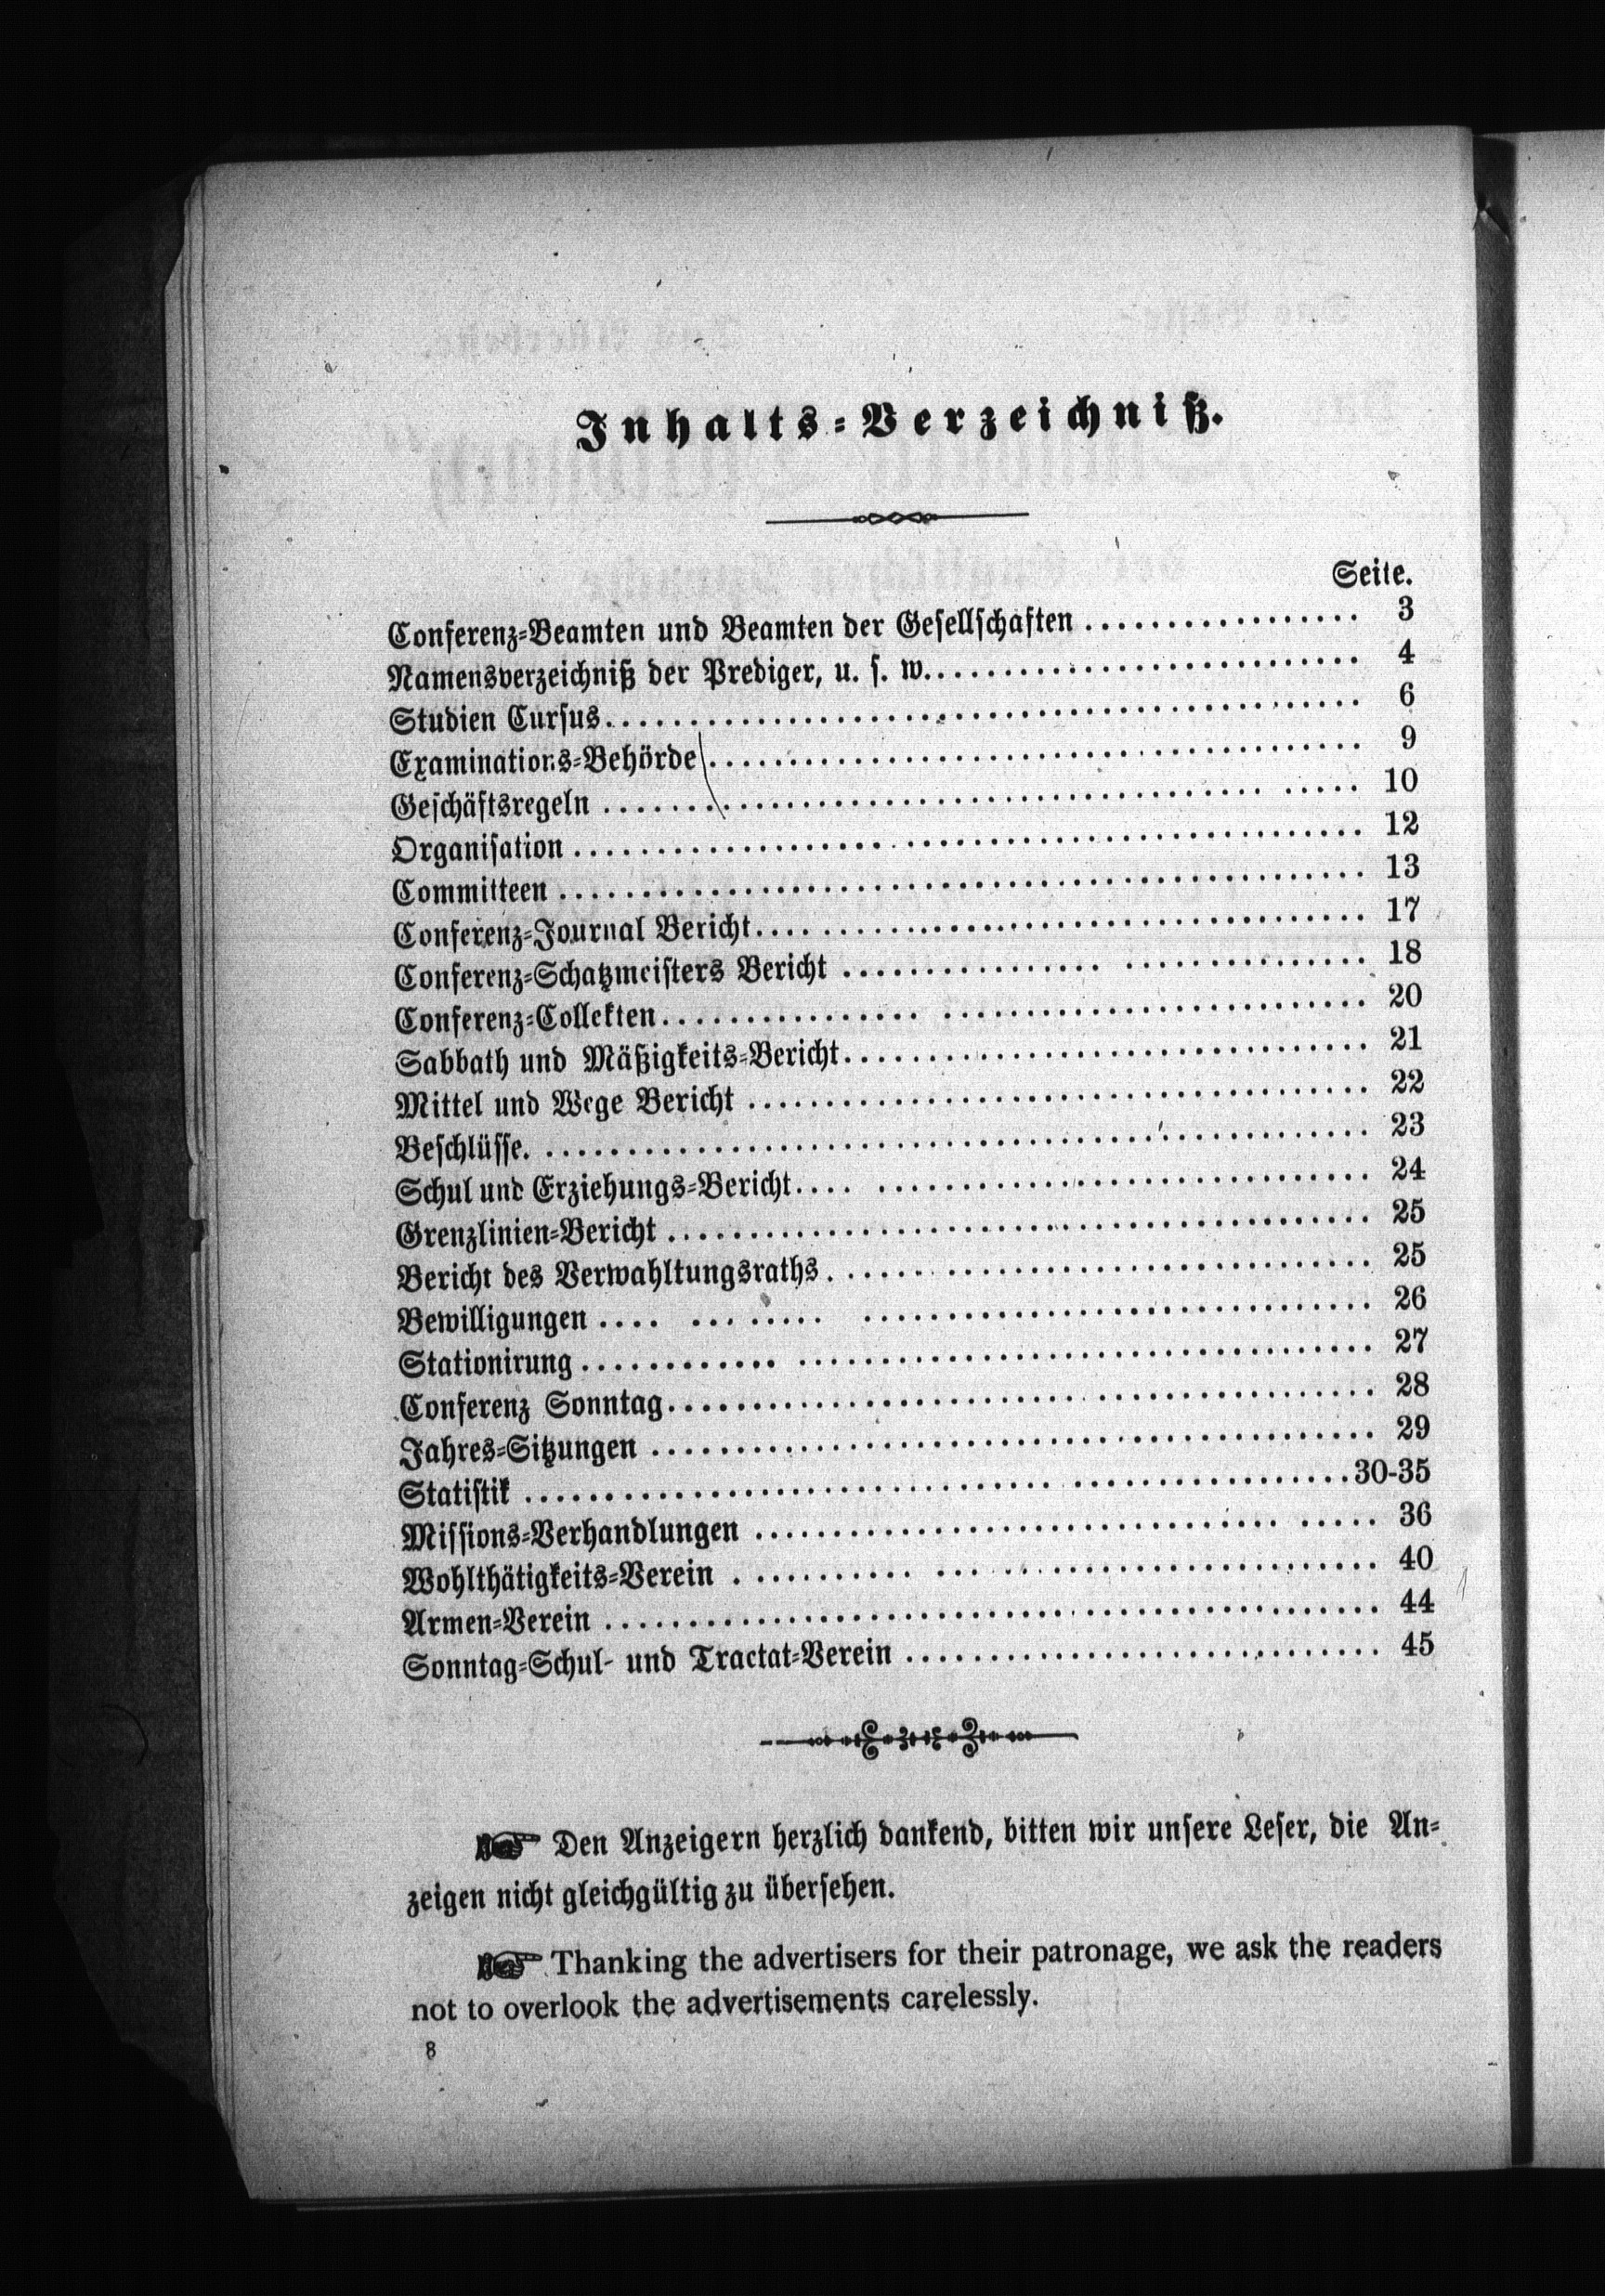 Inhalts-Verzeichniß.
Seite.
Conferenz-Beamten und Beamten der Gesellschaften ................. 3
Namensverzeichniß der Prediger, u. s. w. ........................... 4
Studien Cursus ........................... 6
Examinations-Behörde ........................... 9
Geschäftsregeln ........................... 10
Organisation ........................... 12
Committeen ........................... 13
Conferenz-Journal Bericht ........................... 17
Conferenz-Schatzmeisters Bericht ........................... 18
Conferenz-Collekten ........................... 20
Sabbath und Mäßigkeits-Bericht ........................... 21
Mittel und Wege Bericht ........................... 22
Beschlüsse. ........................... 23
Schul und Erziehungs-Bericht ........................... 24
Grenzlinien-Bericht ........................... 25
Bericht des Verwahltungsraths ........................... 25
Bewilligungen ........................... 26
Stationirung ........................... 27
Conferenz Sonntag ........................... 28
Jahres-Sitzungen ........................... 29
Statistik ........................... 30-35
Missions-Verhandlungen ........................... 36
Wohlthätigkeits-Verein ........................... 40
Armen-Verein ........................... 44
Sonntag-Schul- und Tractat-Verein ........................... 45
☞ Den Anzeigern herzlich dankend, bitten wir unsere Leser, die An-
zeigen nicht gleichgültig zu übersehen.
☞ Thanking the advertisers for their patronage, we ask the readers
not to overlook the advertisements carelessly.
8